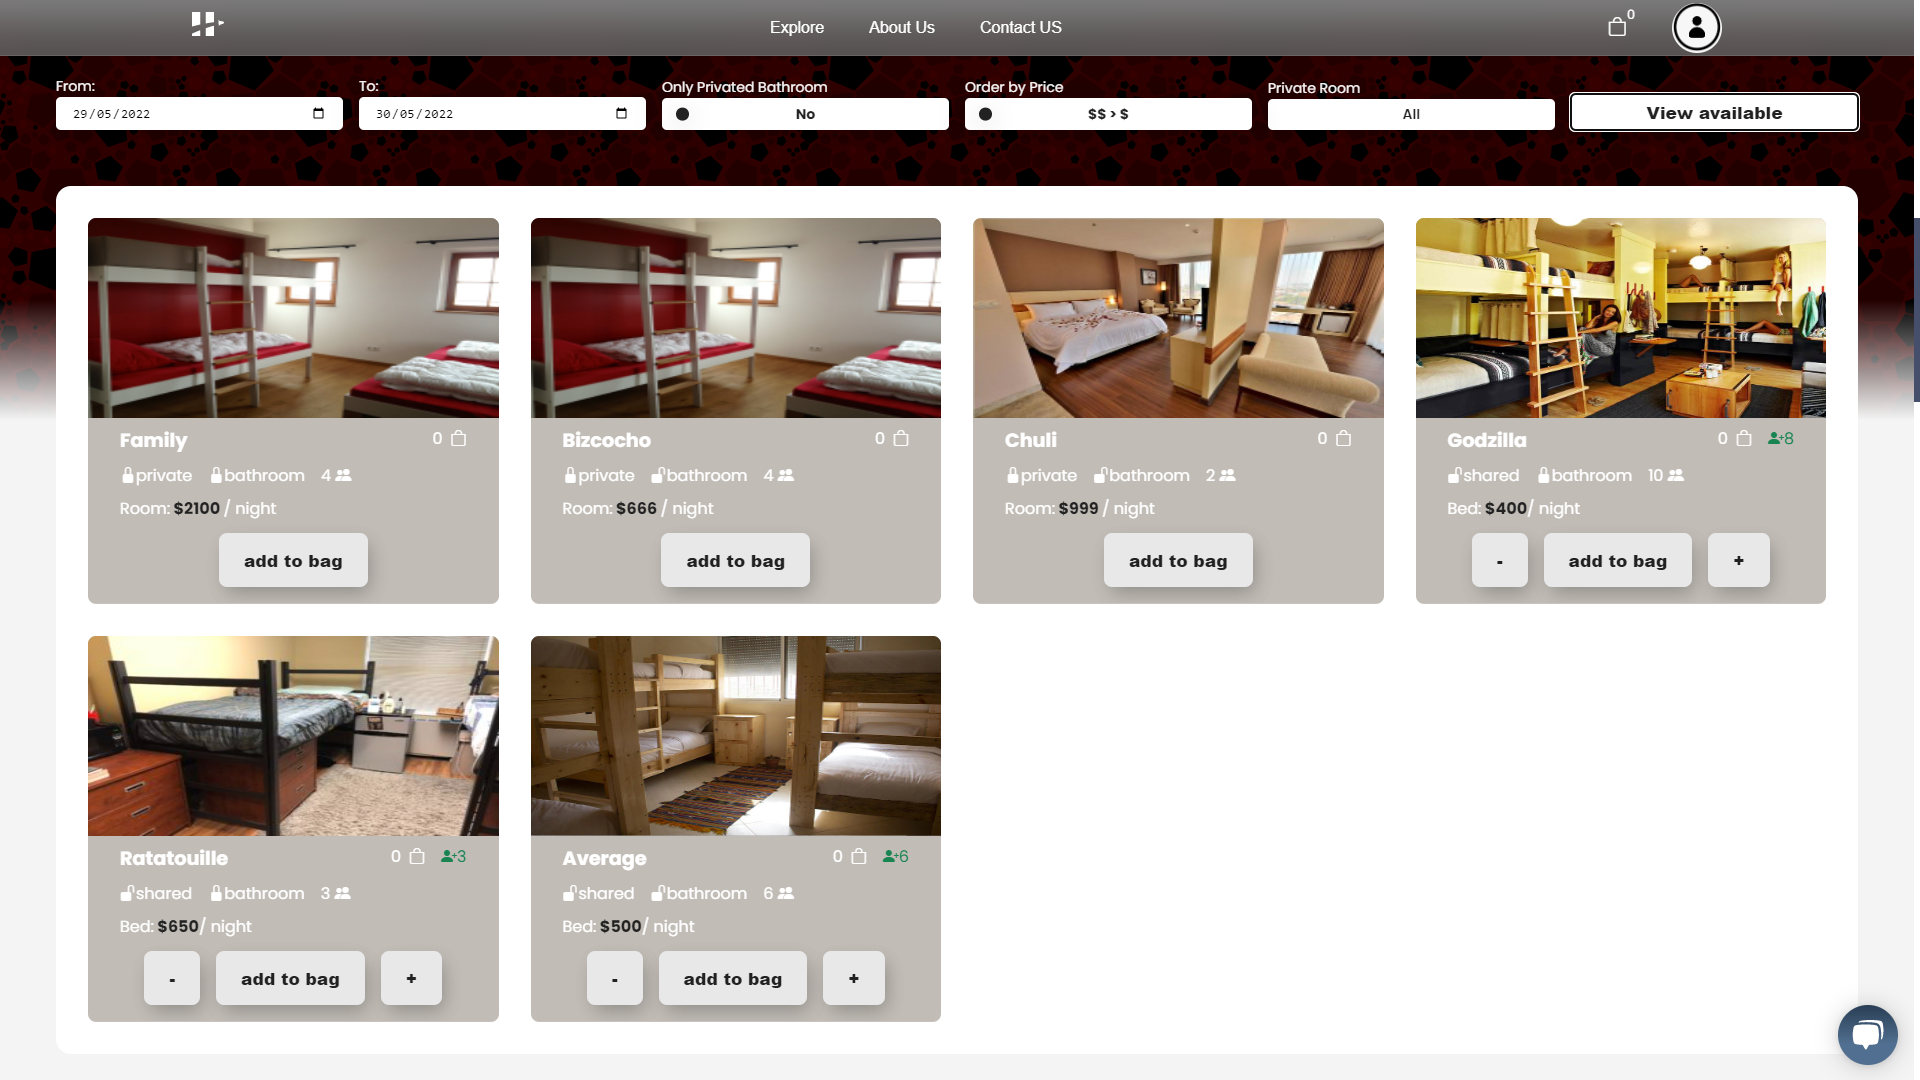 Explore About Us Contact US 0
From: To: Only Privated Bathroom Order by Price Private Room
29/05/2022 30/05/2022 No $$ > $ All View available
Family 0
private bathroom 4
Room: $2100 / night
add to bag
Bizcocho 0
private bathroom 4
Room: $666 / night
add to bag
Chuli 0
private bathroom 2
Room: $999 / night
add to bag
Godzilla 0 +8
shared bathroom 10
Bed: $400/ night
- add to bag +
Ratatouille 0 +3
shared bathroom 3
Bed: $650/ night
- add to bag +
Average 0 +6
shared bathroom 6
Bed: $500/ night
- add to bag +